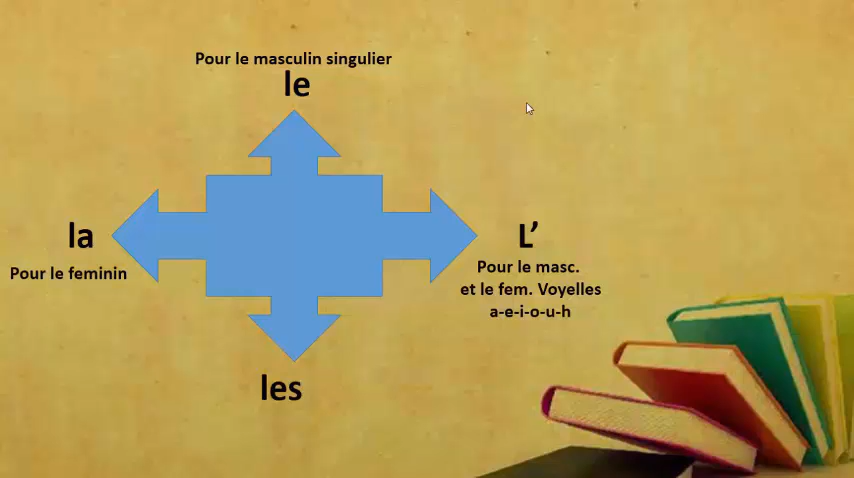 Pour le masculin singulier
le
la
Pour le feminin
L’
Pour le masc.
et le fem. Voyelles
a-e-i-o-u-h
les